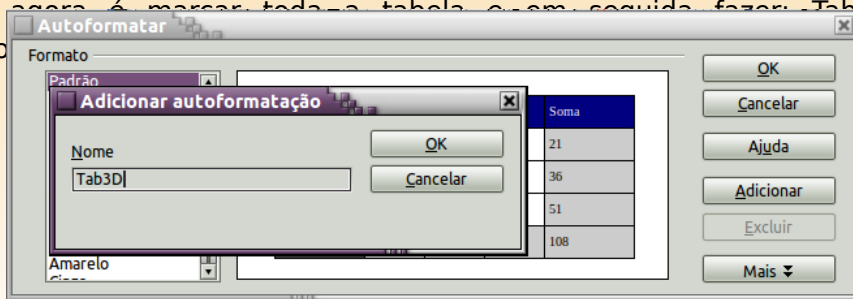 agora é marcar toda a tabela e em seguida fazer: Tab
Autoformatar
Formato
Padrão
Adicionar autoformatação
Nome
Tab3D
OK
Cancelar
Soma
21
36
51
108
Amarelo
OK
Cancelar
Ajuda
Adicionar
Excluir
Mais